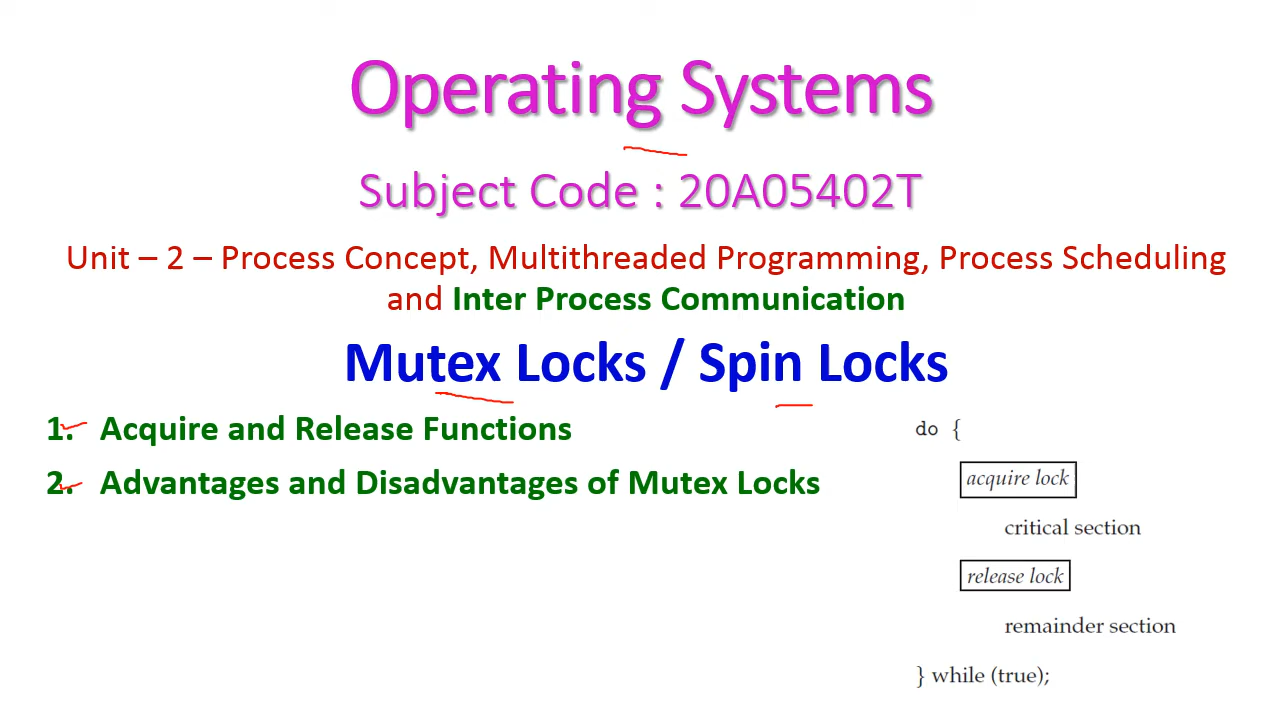 Operating Systems
Subject Code : 20A05402T
Unit – 2 – Process Concept, Multithreaded Programming, Process Scheduling
and Inter Process Communication
Mutex Locks / Spin Locks
1. Acquire and Release Functions
2. Advantages and Disadvantages of Mutex Locks
do {
acquire lock
critical section
release lock
remainder section
} while (true);